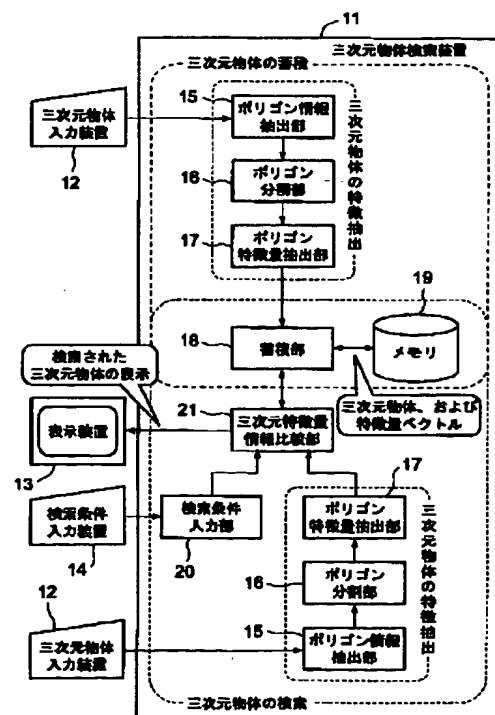 11
三次元物体検索装置
三次元物体の蓄積
三次元物体
入力装置
12
15
ポリゴン情報
抽出部
16
ポリゴン
分割部
17
ポリゴン
特徴量抽出部
三次元物体の特徴抽出
18
蓄積部
19
メモリ
検索された
三次元物体の表示
三次元物体、および
特徴量ベクトル
21
三次元特徴量
情報比較部
表示装置
13
検索条件
入力装置
14
検索条件
入力部
20
17
ポリゴン
特徴量抽出部
16
ポリゴン
分割部
15
ポリゴン情報
抽出部
三次元物体の特徴抽出
12
三次元物体
入力装置
三次元物体の検索